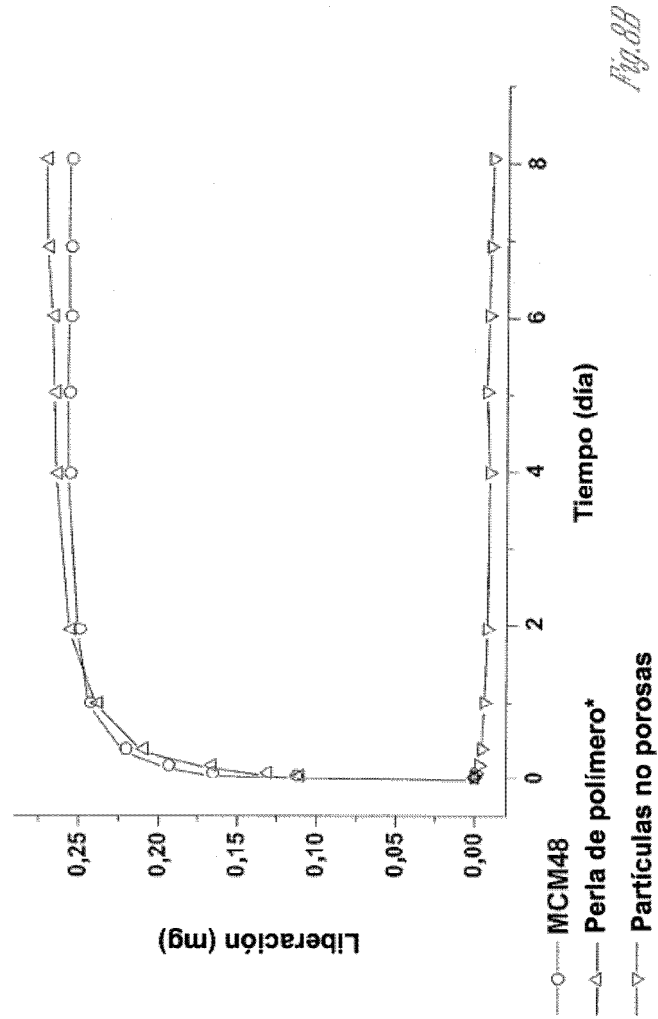 Liberación (mg)
0,25
0,20
0,15
0,10
0,05
0,00
0
2
4
6
8
Tiempo (día)
MCM48
Perla de polímero*
Partículas no porosas
Fig.8B